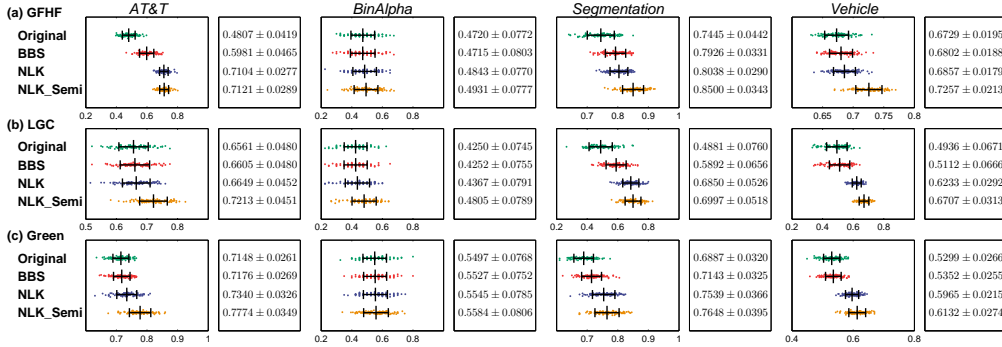 AT&T BinAlpha Segmentation Vehicle
(a) GFHF
Original 0.4807 ± 0.0419 0.4720 ± 0.0772 0.7445 ± 0.0442 0.6729 ± 0.0195
BBS 0.5981 ± 0.0465 0.4715 ± 0.0803 0.7926 ± 0.0331 0.6802 ± 0.0188
NLK 0.7104 ± 0.0277 0.4843 ± 0.0770 0.8038 ± 0.0290 0.6857 ± 0.0179
NLK_Semi 0.7121 ± 0.0289 0.4931 ± 0.0777 0.8500 ± 0.0343 0.7257 ± 0.0213
0.2 0.4 0.6 0.8 0.2 0.4 0.6 0.8 0.6 0.7 0.8 0.9 1 0.65 0.7 0.75 0.8
(b) LGC
Original 0.6561 ± 0.0480 0.4250 ± 0.0745 0.4881 ± 0.0760 0.4936 ± 0.0671
BBS 0.6605 ± 0.0480 0.4252 ± 0.0755 0.5892 ± 0.0656 0.5112 ± 0.0666
NLK 0.6649 ± 0.0452 0.4367 ± 0.0791 0.6850 ± 0.0526 0.6233 ± 0.0292
NLK_Semi 0.7213 ± 0.0451 0.4805 ± 0.0789 0.6997 ± 0.0518 0.6707 ± 0.0313
0.5 0.6 0.7 0.8 0.9 0.2 0.4 0.6 0.8 0.2 0.4 0.6 0.8 1 0.2 0.4 0.6 0.8 1
(c) Green
Original 0.7148 ± 0.0261 0.5497 ± 0.0768 0.6887 ± 0.0320 0.5299 ± 0.0266
BBS 0.7176 ± 0.0269 0.5527 ± 0.0752 0.7143 ± 0.0325 0.5352 ± 0.0255
NLK 0.7340 ± 0.0326 0.5545 ± 0.0785 0.7539 ± 0.0366 0.5965 ± 0.0215
NLK_Semi 0.7774 ± 0.0349 0.5584 ± 0.0806 0.7648 ± 0.0395 0.6132 ± 0.0274
0.6 0.7 0.8 0.9 1 0.2 0.4 0.6 0.8 1 0.6 0.7 0.8 0.9 1 0.4 0.6 0.8